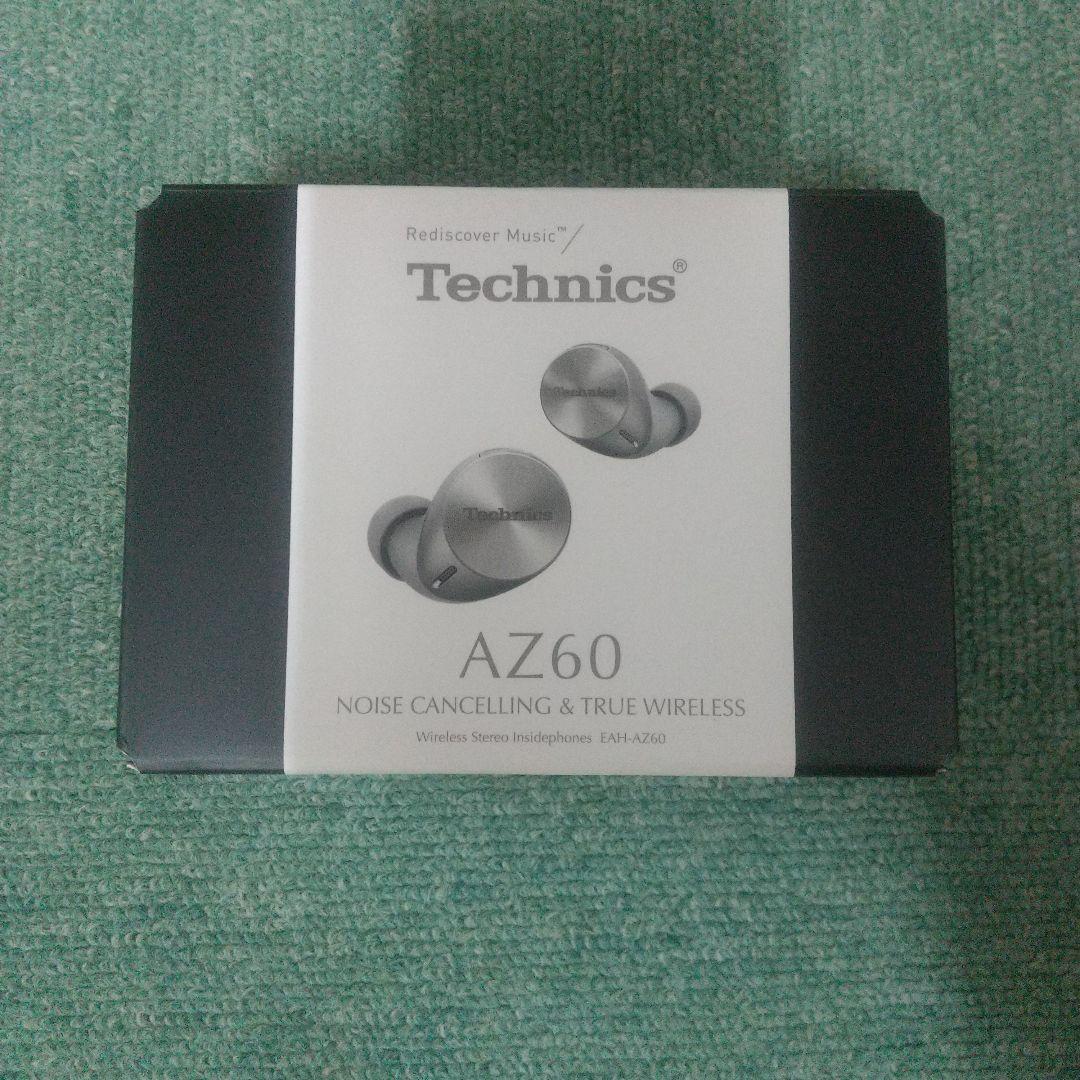 Rediscover Music™
Technics®
Technics
Technics
AZ60
NOISE CANCELLING & TRUE WIRELESS
Wireless Stereo Insidephones EAH-AZ60